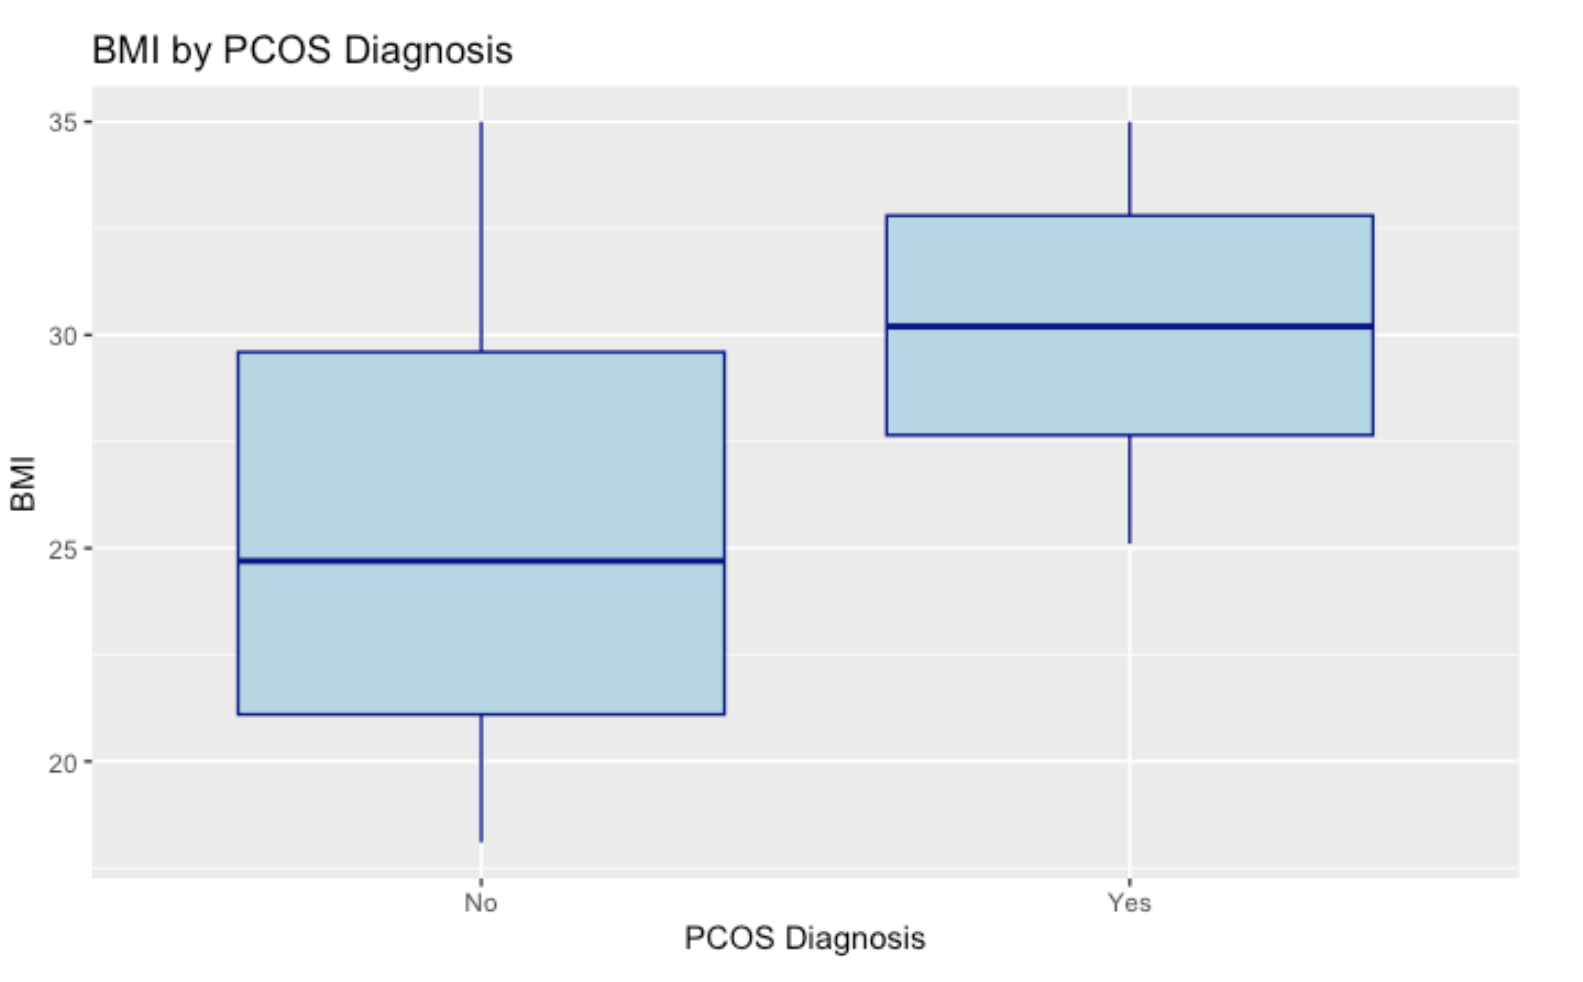 BMI by PCOS Diagnosis
35
30
25
20
BMI
No
Yes
PCOS Diagnosis